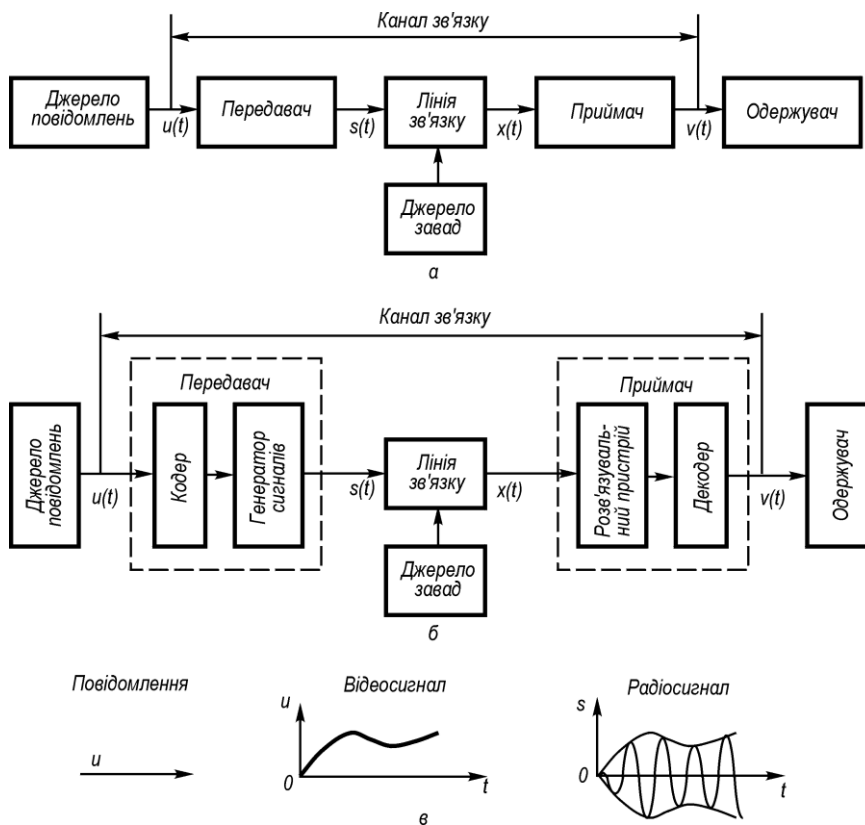 Канал зв'язку
Джерело
повідомлень
u(t)
Передавач
s(t)
Лінія
зв'язку
x(t)
Приймач
v(t)
Одержувач
Джерело
завад
а
Канал зв'язку
Передавач
Приймач
Джерело
повідомлень
u(t)
Кодер
Генератор
сигналів
s(t)
Лінія
зв'язку
x(t)
Розв'язуваль-
ний пристрій
Декодер
v(t)
Одержувач
Джерело
завад
б
Повідомлення
Відеосигнал
Радіосигнал
u
u
0
t
s
0
t
в